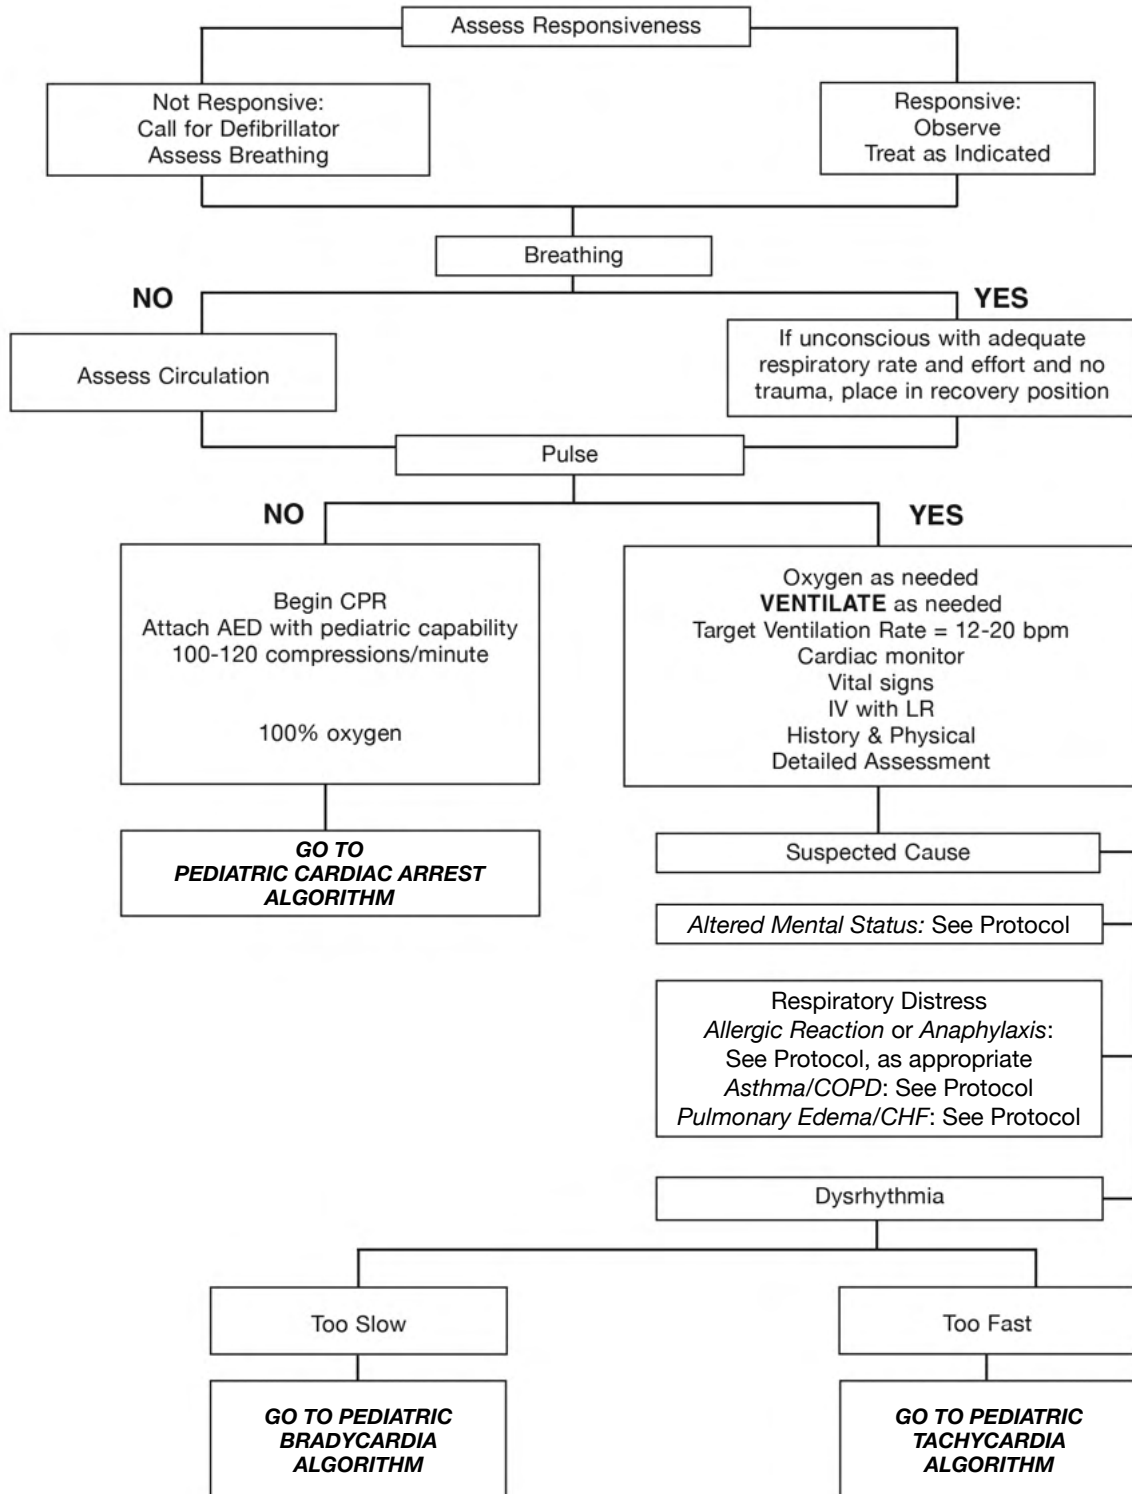 Assess Responsiveness
Not Responsive:
Call for Defibrillator
Assess Breathing
Responsive:
Observe
Treat as Indicated
Breathing
NO
YES
Assess Circulation
If unconscious with adequate
respiratory rate and effort and no
trauma, place in recovery position
Pulse
NO
YES
Begin CPR
Attach AED with pediatric capability
100-120 compressions/minute
100% oxygen
Oxygen as needed
VENTILATE as needed
Target Ventilation Rate = 12-20 bpm
Cardiac monitor
Vital signs
IV with LR
History & Physical
Detailed Assessment
GO TO
PEDIATRIC CARDIAC ARREST
ALGORITHM
Suspected Cause
Altered Mental Status: See Protocol
Respiratory Distress
Allergic Reaction or Anaphylaxis:
See Protocol, as appropriate
Asthma/COPD: See Protocol
Pulmonary Edema/CHF: See Protocol
Dysrhythmia
Too Slow
Too Fast
GO TO PEDIATRIC
BRADYCARDIA
ALGORITHM
GO TO PEDIATRIC
TACHYCARDIA
ALGORITHM